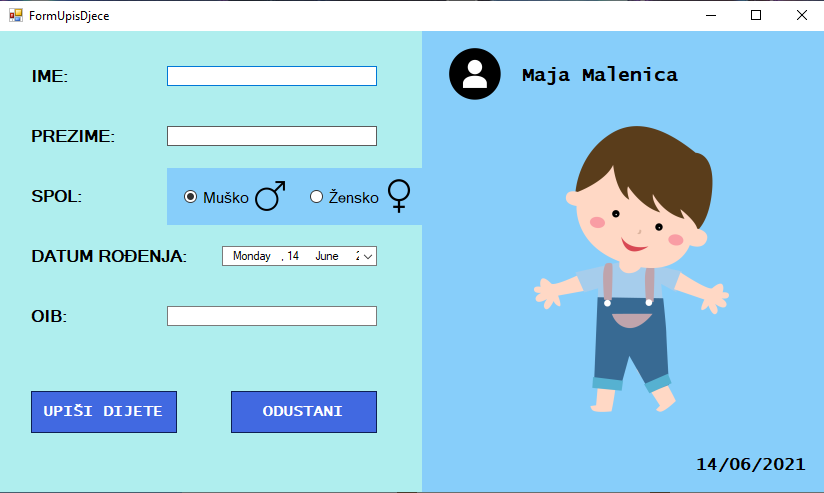 FormUpisDjece
IME:
PREZIME:
SPOL:
Muško
Žensko
DATUM ROĐENJA:
Monday , 14 June
OIB:
UPIŠI DIJETE
ODUSTANI
Maja Malenica
14/06/2021